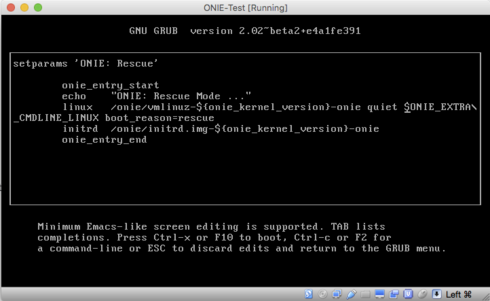 ONIE-Test [Running]
GNU GRUB version 2.02~beta2+e4a1fe391
setparams 'ONIE: Rescue'
onie_entry_start
echo "ONIE: Rescue Mode ..."
linux /onie/vmlinuz-${onie_kernel_version}-onie quiet $ONIE_EXTRA\
_CMDLINE_LINUX boot_reason=rescue
initrd /onie/initrd.img-${onie_kernel_version}-onie
onie_entry_end
Minimum Emacs-like screen editing is supported. TAB lists
completions. Press Ctrl-x or F10 to boot, Ctrl-c or F2 for
a command-line or ESC to discard edits and return to the GRUB menu.
Left ⌘